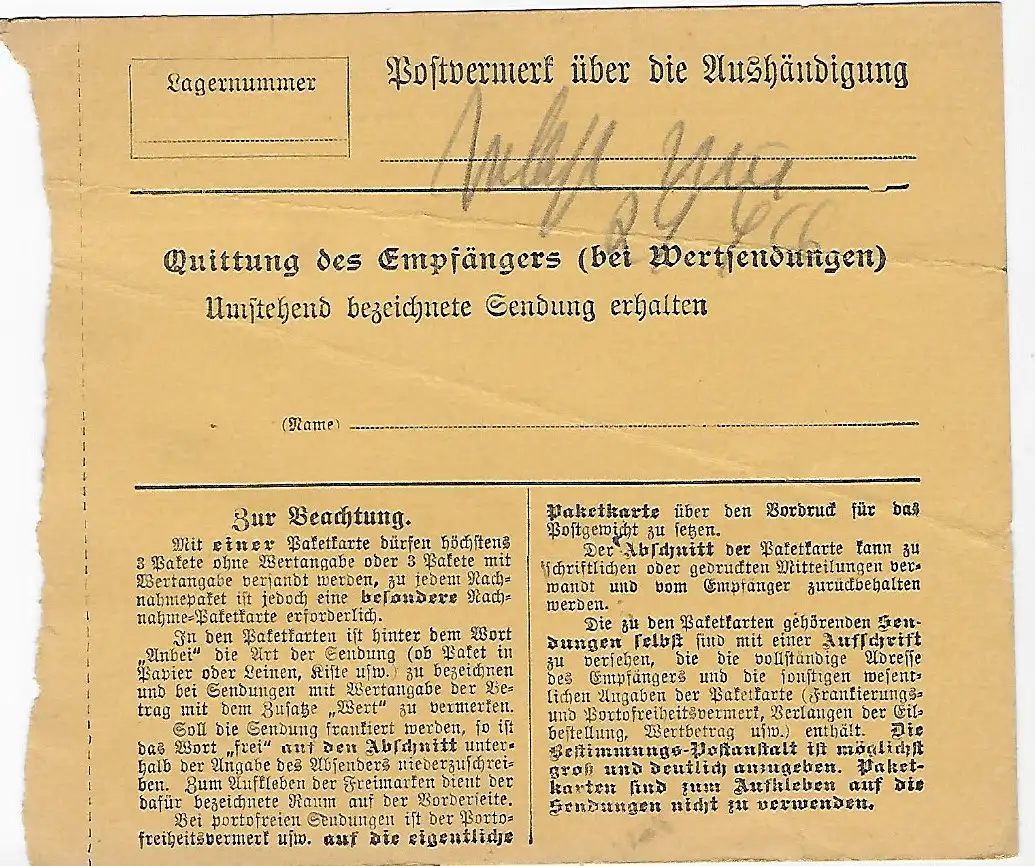 Lagernummer
Postvermerk über die Aushändigung
Quittung des Empfängers (bei Wertsendungen)
Umstehend bezeichnete Sendung erhalten
(Name)
Zur Beachtung.
Mit einer Paketkarte dürfen höchstens
3 Pakete ohne Wertangabe oder 3 Pakete mit
Wertangabe versandt werden, zu jedem Nach-
nahmepaket ist jedoch eine besondere Nach-
nahme-Paketkarte erforderlich.
In den Paketkarten ist hinter dem Wort
„Anbei" die Art der Sendung (ob Paket in
Papier oder Leinen, Kiste usw.) zu bezeichnen
und bei Sendungen mit Wertangabe der Be-
trag mit dem Zusatze „Wert" zu vermerken.
Soll die Sendung frankiert werden, so ist
das Wort „frei" auf den Abschnitt unter-
halb der Angabe des Absenders niederzuschrei-
ben. Zum Aufkleben der Freimarken dient der
dafür bezeichnete Raum auf der Vorderseite.
Bei portofreien Sendungen ist der Porto-
freiheitsvermerk usw. auf die eigentliche
Paketkarte über den Vordruck für das
Postgewicht zu setzen.
Der Abschnitt der Paketkarte kann zu
schriftlichen oder gedruckten Mitteilungen ver-
wandt und vom Empfänger zurückbehalten
werden.
Die zu den Paketkarten gehörenden Sen-
dungen selbst sind mit einer Aufschrift
zu versehen, die die vollständige Adresse
des Empfängers und die sonstigen wesent-
lichen Angaben der Paketkarte (Frankierungs-
und Portofreiheitsvermerk, Verlangen der Eil-
bestellung, Wertbetrag usw.) enthält. Die
Bestimmungs-Postanstalt ist möglichst
groß und deutlich anzugeben. Paket-
karten sind zum Aufkleben auf die
Sendungen nicht zu verwenden.